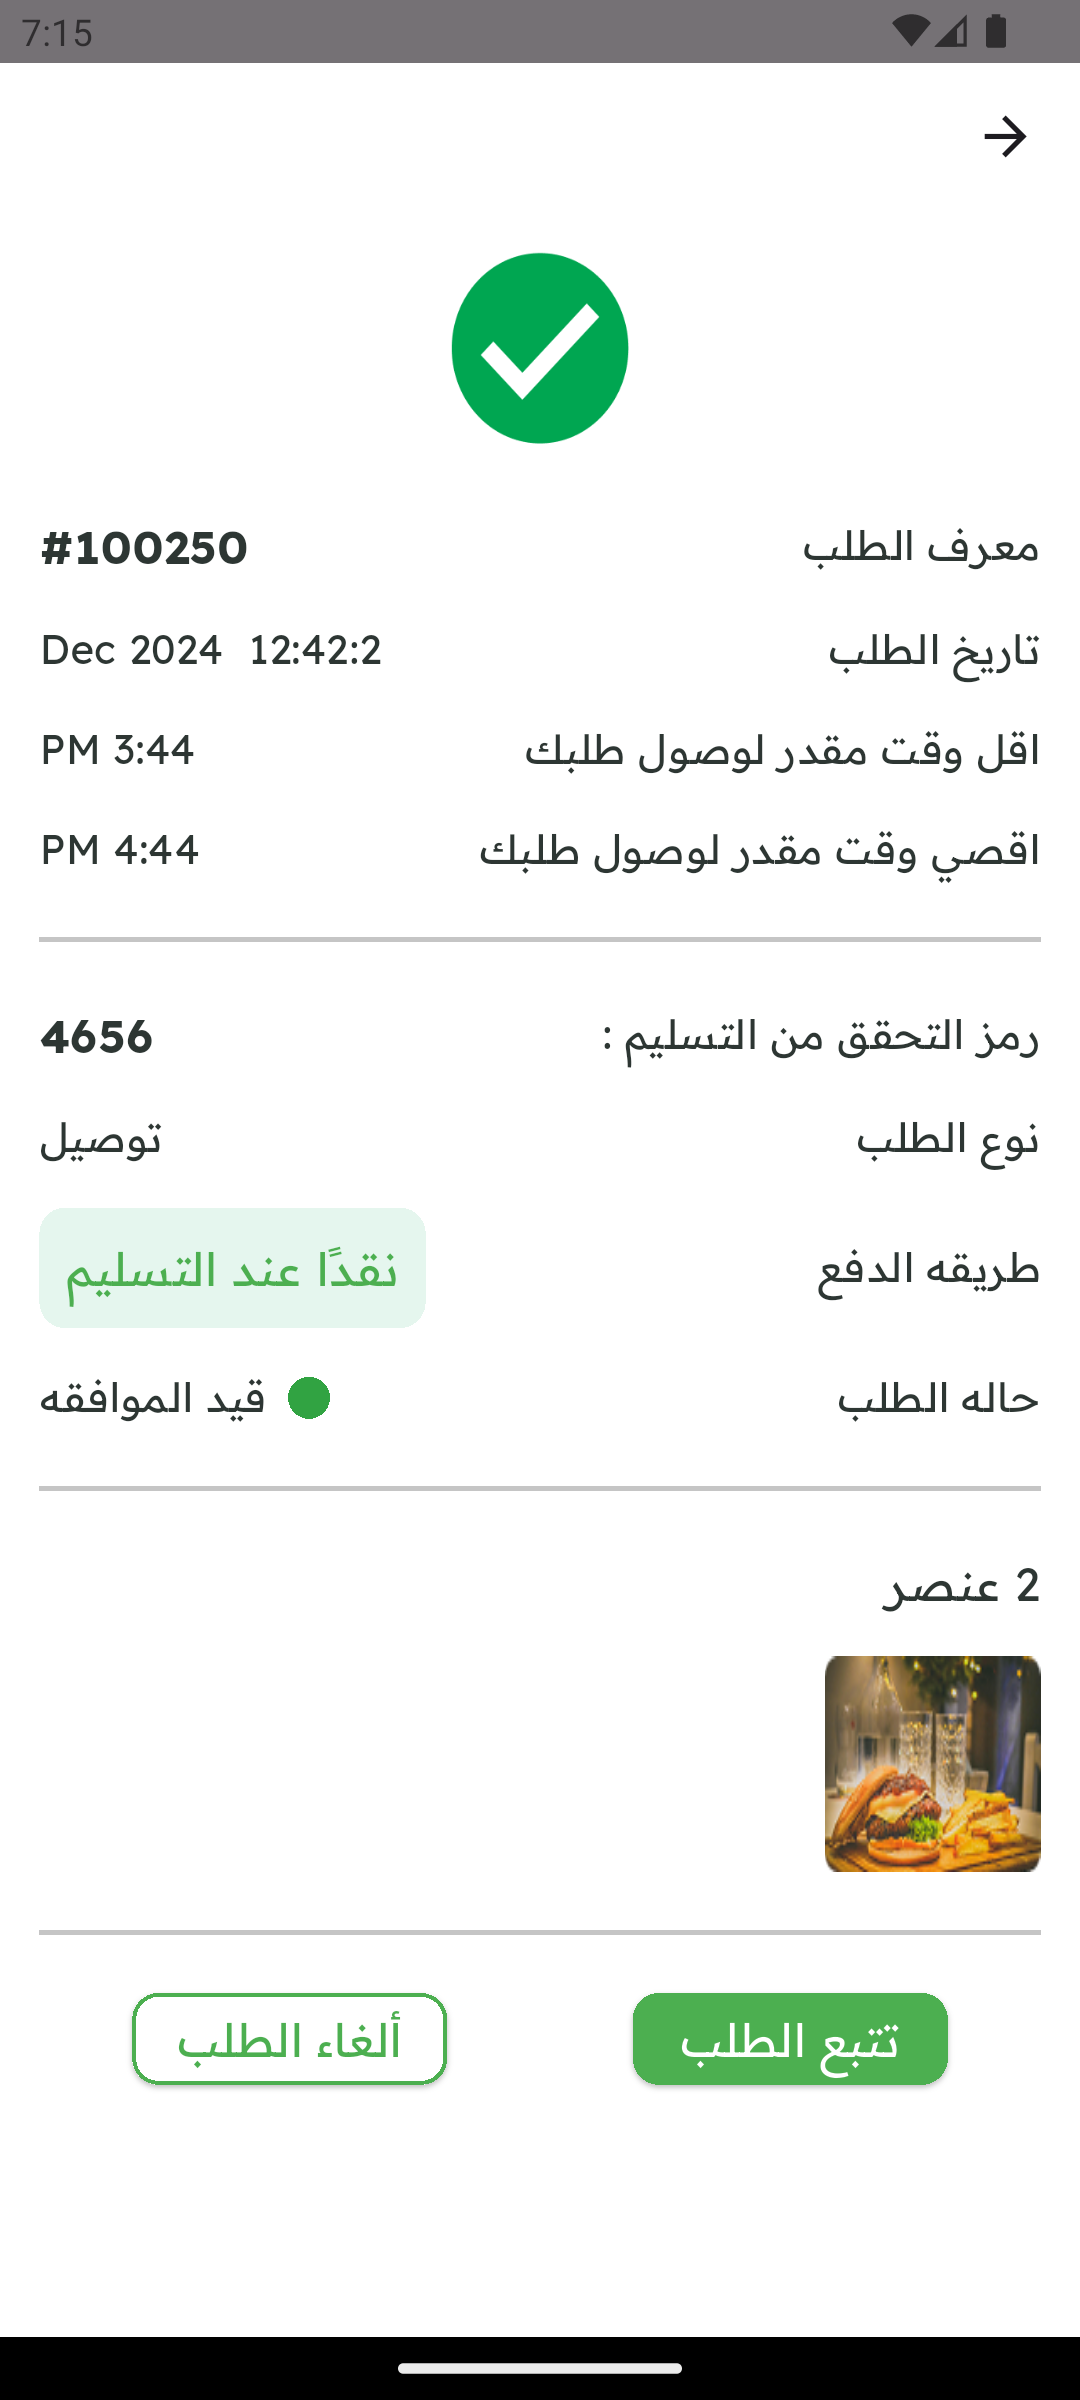 7:15
معرف الطلب #100250
تاريخ الطلب Dec 2024 12:42:2
اقل وقت مقدر لوصول طلبك PM 3:44
اقصي وقت مقدر لوصول طلبك PM 4:44
رمز التحقق من التسليم : 4656
نوع الطلب توصيل
طريقه الدفع نقدًا عند التسليم
حاله الطلب قيد الموافقه
2 عنصر
تتبع الطلب ألغاء الطلب